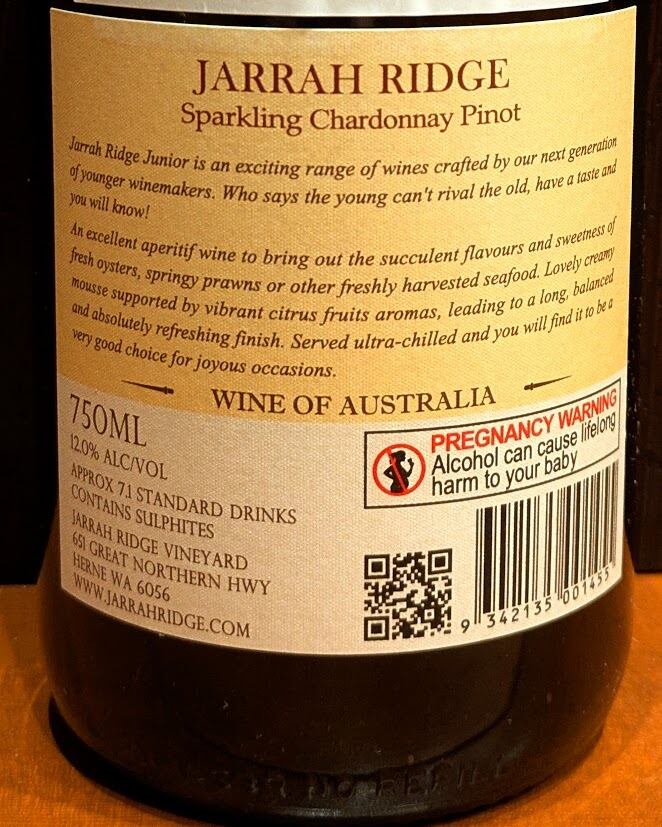 JARRAH RIDGE
Sparkling Chardonnay Pinot
Jarrah Ridge Junior is an exciting range of wines crafted by our next generation
of younger winemakers. Who says the young can't rival the old, have a taste and
you will know!
An excellent aperitif wine to bring out the succulent flavours and sweetness of
fresh oysters, springy prawns or other freshly harvested seafood. Lovely creamy
mousse supported by vibrant citrus fruits aromas, leading to a long, balanced
and absolutely refreshing finish. Served ultra-chilled and you will find it to be a
very good choice for joyous occasions.
WINE OF AUSTRALIA
750ML
12.0% ALC/VOL
APPROX 7.1 STANDARD DRINKS
CONTAINS SULPHITES
JARRAH RIDGE VINEYARD
651 GREAT NORTHERN HWY
HERNE WA 6056
WWW.JARRAHRIDGE.COM
PREGNANCY WARNING
Alcohol can cause lifelong
harm to your baby
9 342135 001455
NO REFILL